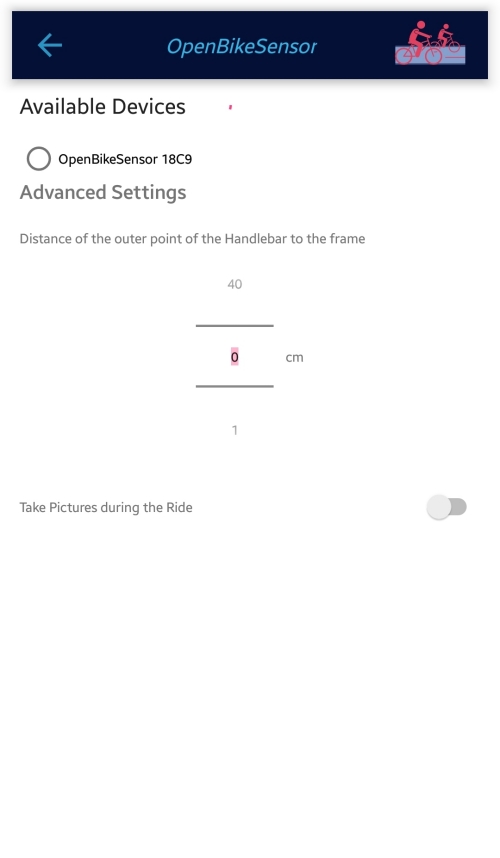 OpenBikeSensor
Available Devices
OpenBikeSensor 18C9
Advanced Settings
Distance of the outer point of the Handlebar to the frame
40
0 cm
1
Take Pictures during the Ride